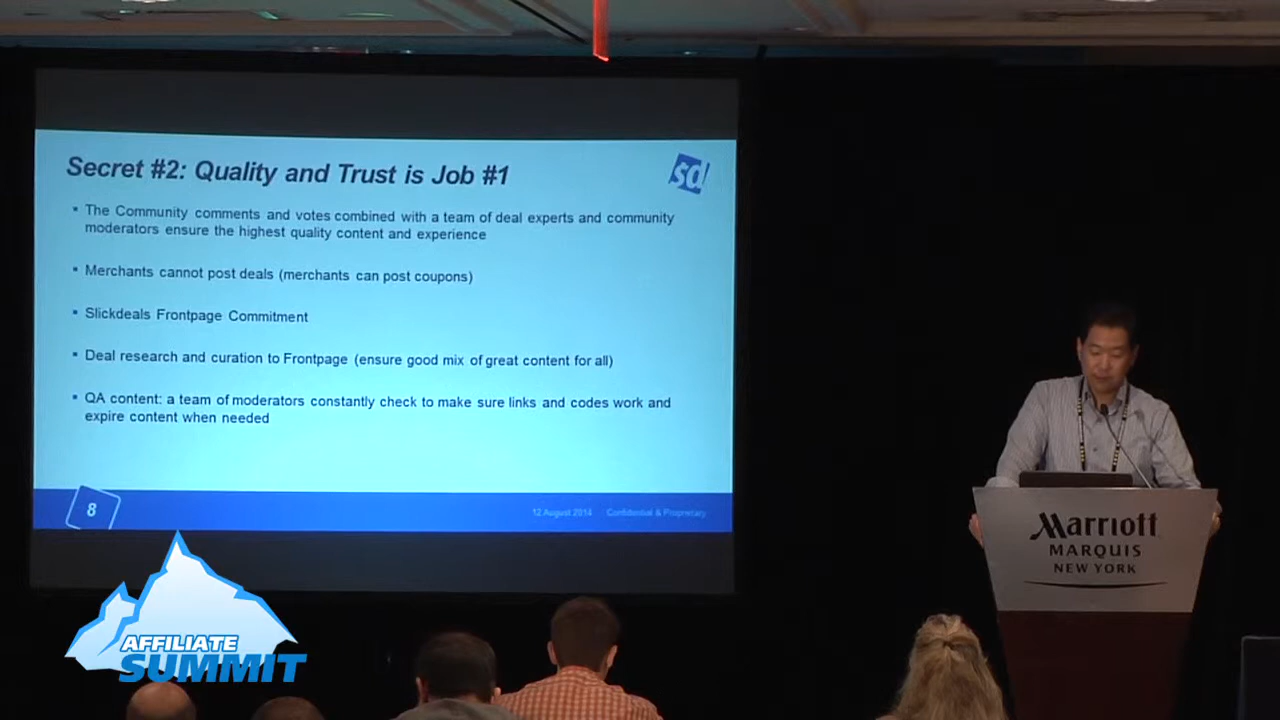 Secret #2: Quality and Trust is Job #1
sd
▪ The Community comments and votes combined with a team of deal experts and community
moderators ensure the highest quality content and experience
▪ Merchants cannot post deals (merchants can post coupons)
▪ Slickdeals Frontpage Commitment
▪ Deal research and curation to Frontpage (ensure good mix of great content for all)
▪ QA content: a team of moderators constantly check to make sure links and codes work and
expire content when needed
8
12 August 2014 Confidential & Proprietary
AFFILIATE
SUMMIT
Marriott
MARQUIS
NEW YORK